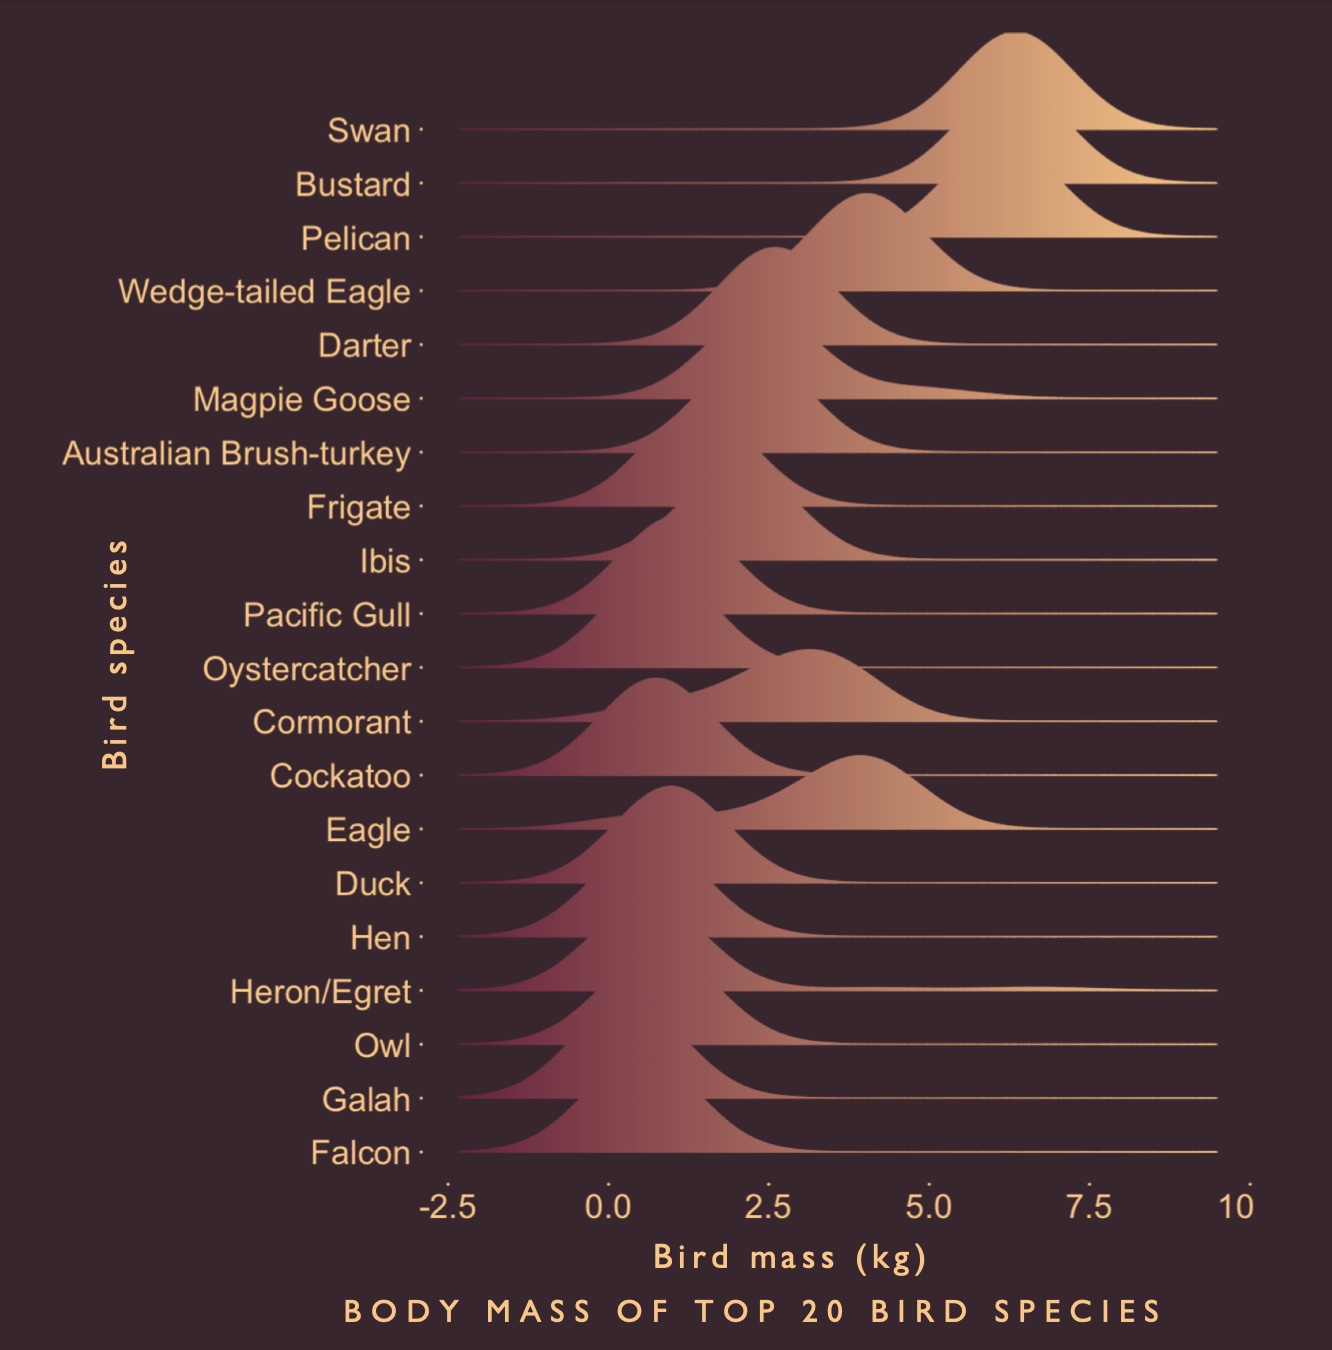 Swan
Bustard
Pelican
Wedge-tailed Eagle
Darter
Magpie Goose
Australian Brush-turkey
Frigate
Ibis
Pacific Gull
Oystercatcher
Cormorant
Cockatoo
Eagle
Duck
Hen
Heron/Egret
Owl
Galah
Falcon
Bird species
-2.5 0.0 2.5 5.0 7.5 10
Bird mass (kg)
BODY MASS OF TOP 20 BIRD SPECIES